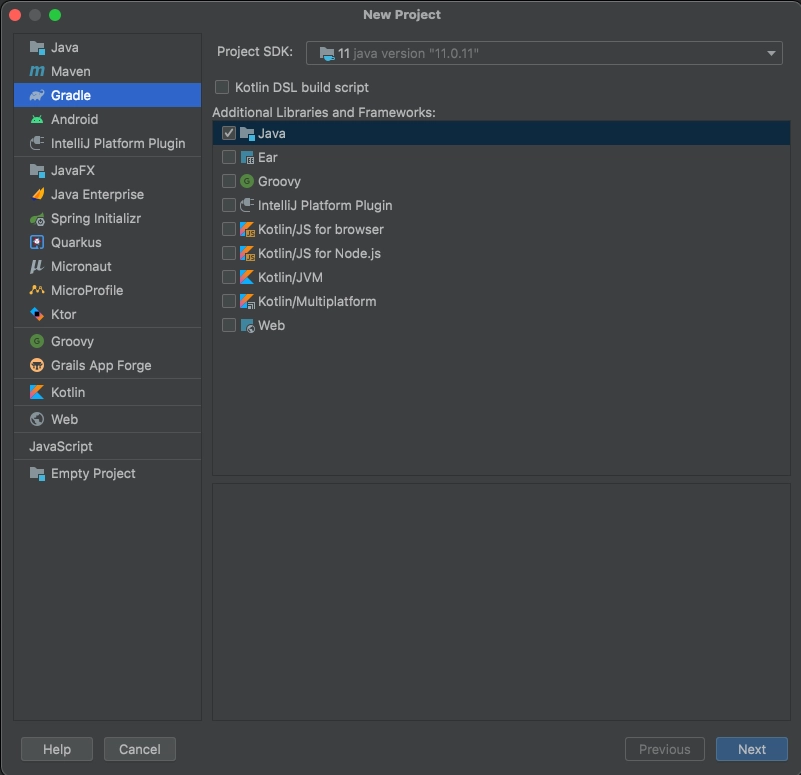 New Project
Java
Maven
Gradle
Android
IntelliJ Platform Plugin
JavaFX
Java Enterprise
Spring Initializr
Quarkus
Micronaut
MicroProfile
Ktor
Groovy
Grails App Forge
Kotlin
Web
JavaScript
Empty Project
Project SDK: 11 java version "11.0.11"
Kotlin DSL build script
Additional Libraries and Frameworks:
Java
Ear
Groovy
IntelliJ Platform Plugin
Kotlin/JS for browser
Kotlin/JS for Node.js
Kotlin/JVM
Kotlin/Multiplatform
Web
Help Cancel Previous Next